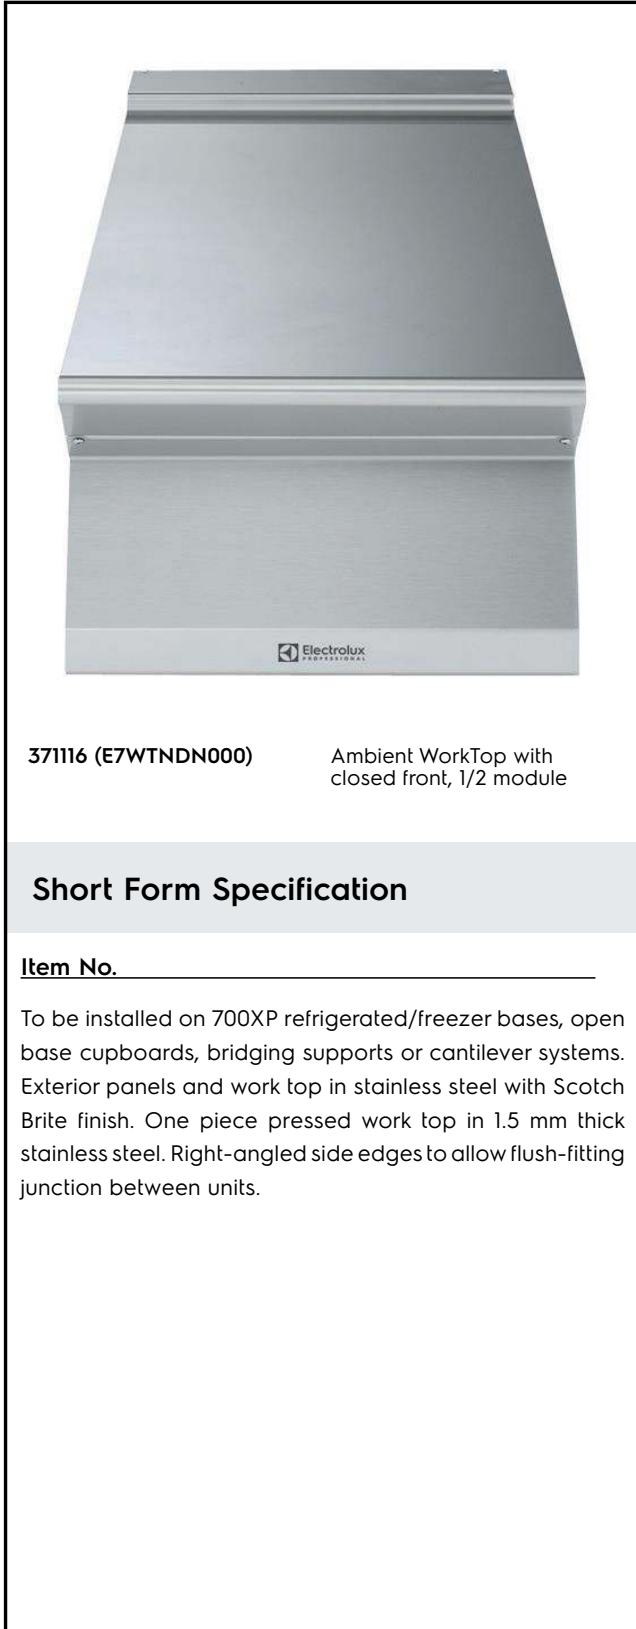 Electrolux
PROFESSIONAL
371116 (E7WTNDN000)
Ambient WorkTop with
closed front, 1/2 module
Short Form Specification
Item No.
To be installed on 700XP refrigerated/freezer bases, open
base cupboards, bridging supports or cantilever systems.
Exterior panels and work top in stainless steel with Scotch
Brite finish. One piece pressed work top in 1.5 mm thick
stainless steel. Right-angled side edges to allow flush-fitting
junction between units.